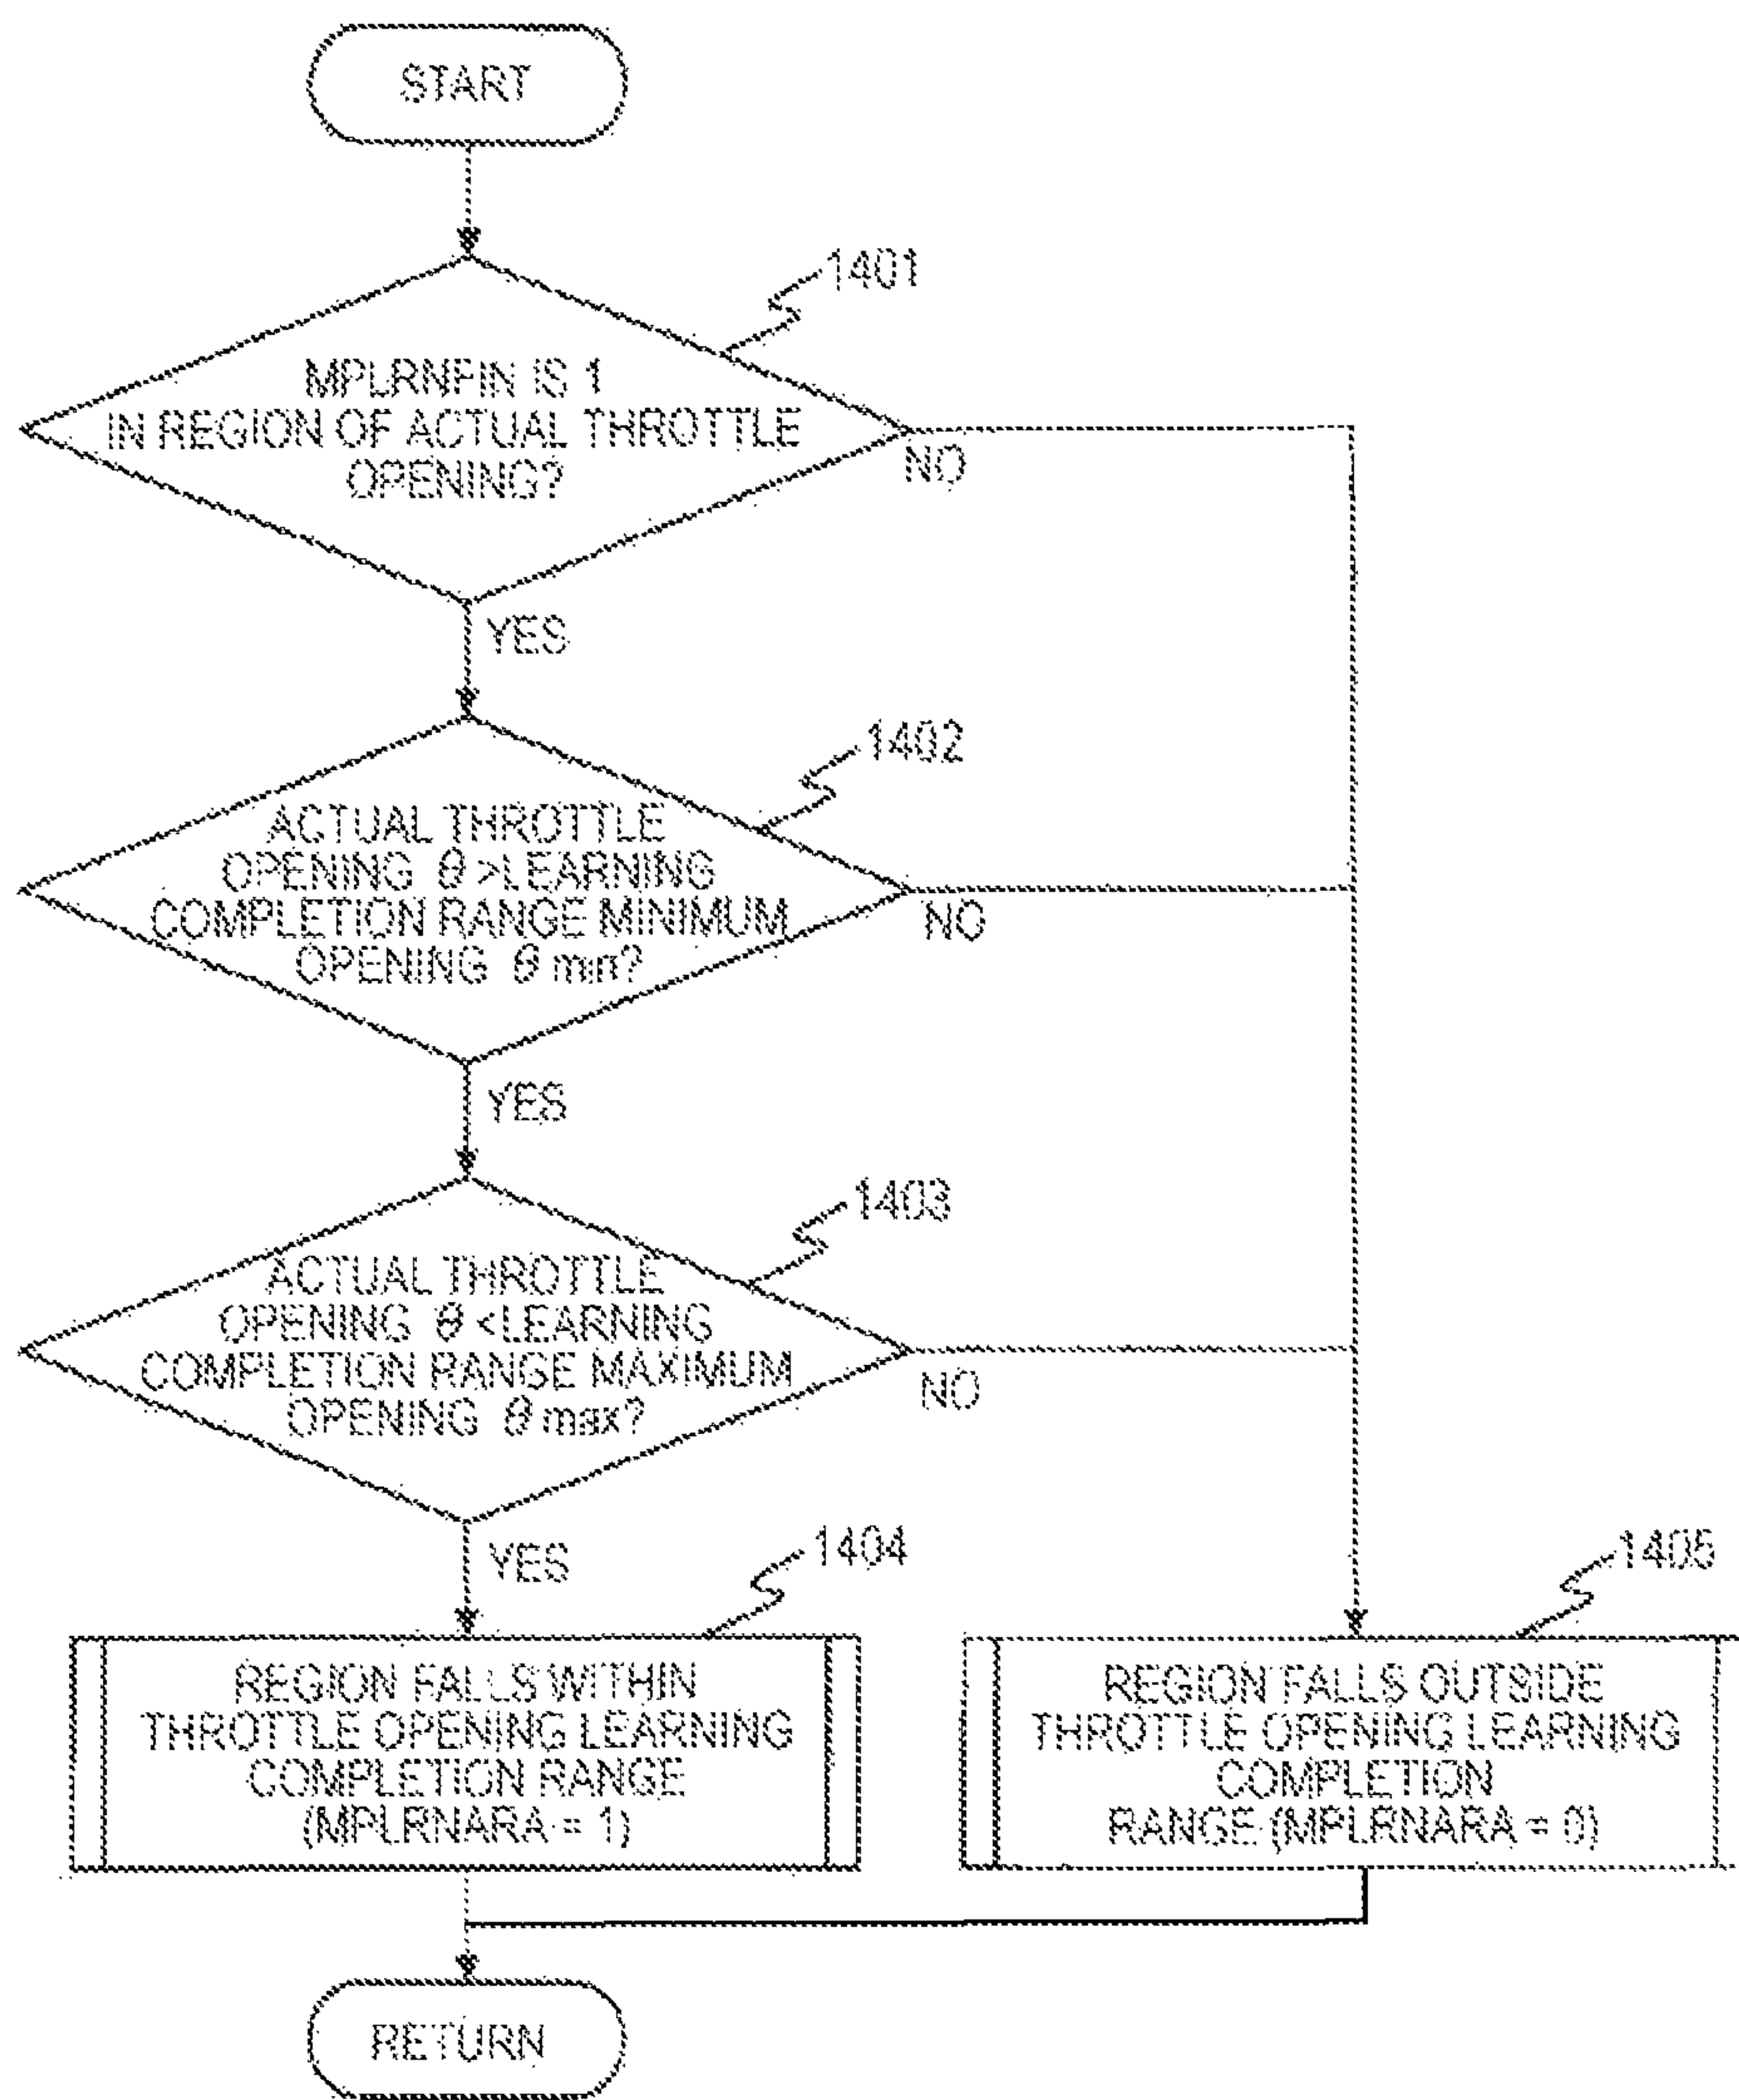 START
1401
MPLRNFIN IS 1
IN REGION OF ACTUAL THROTTLE
OPENING?
NO
YES
1402
ACTUAL THROTTLE
OPENING θ >LEARNING
COMPLETION RANGE MINIMUM
OPENING θ min?
NO
YES
1403
ACTUAL THROTTLE
OPENING θ <LEARNING
COMPLETION RANGE MAXIMUM
OPENING θ max?
NO
YES
1404
REGION FALLS WITHIN
THROTTLE OPENING LEARNING
COMPLETION RANGE
(MPLRNARA = 1)
1405
REGION FALLS OUTSIDE
THROTTLE OPENING LEARNING
COMPLETION
RANGE (MPLRNARA = 0)
RETURN